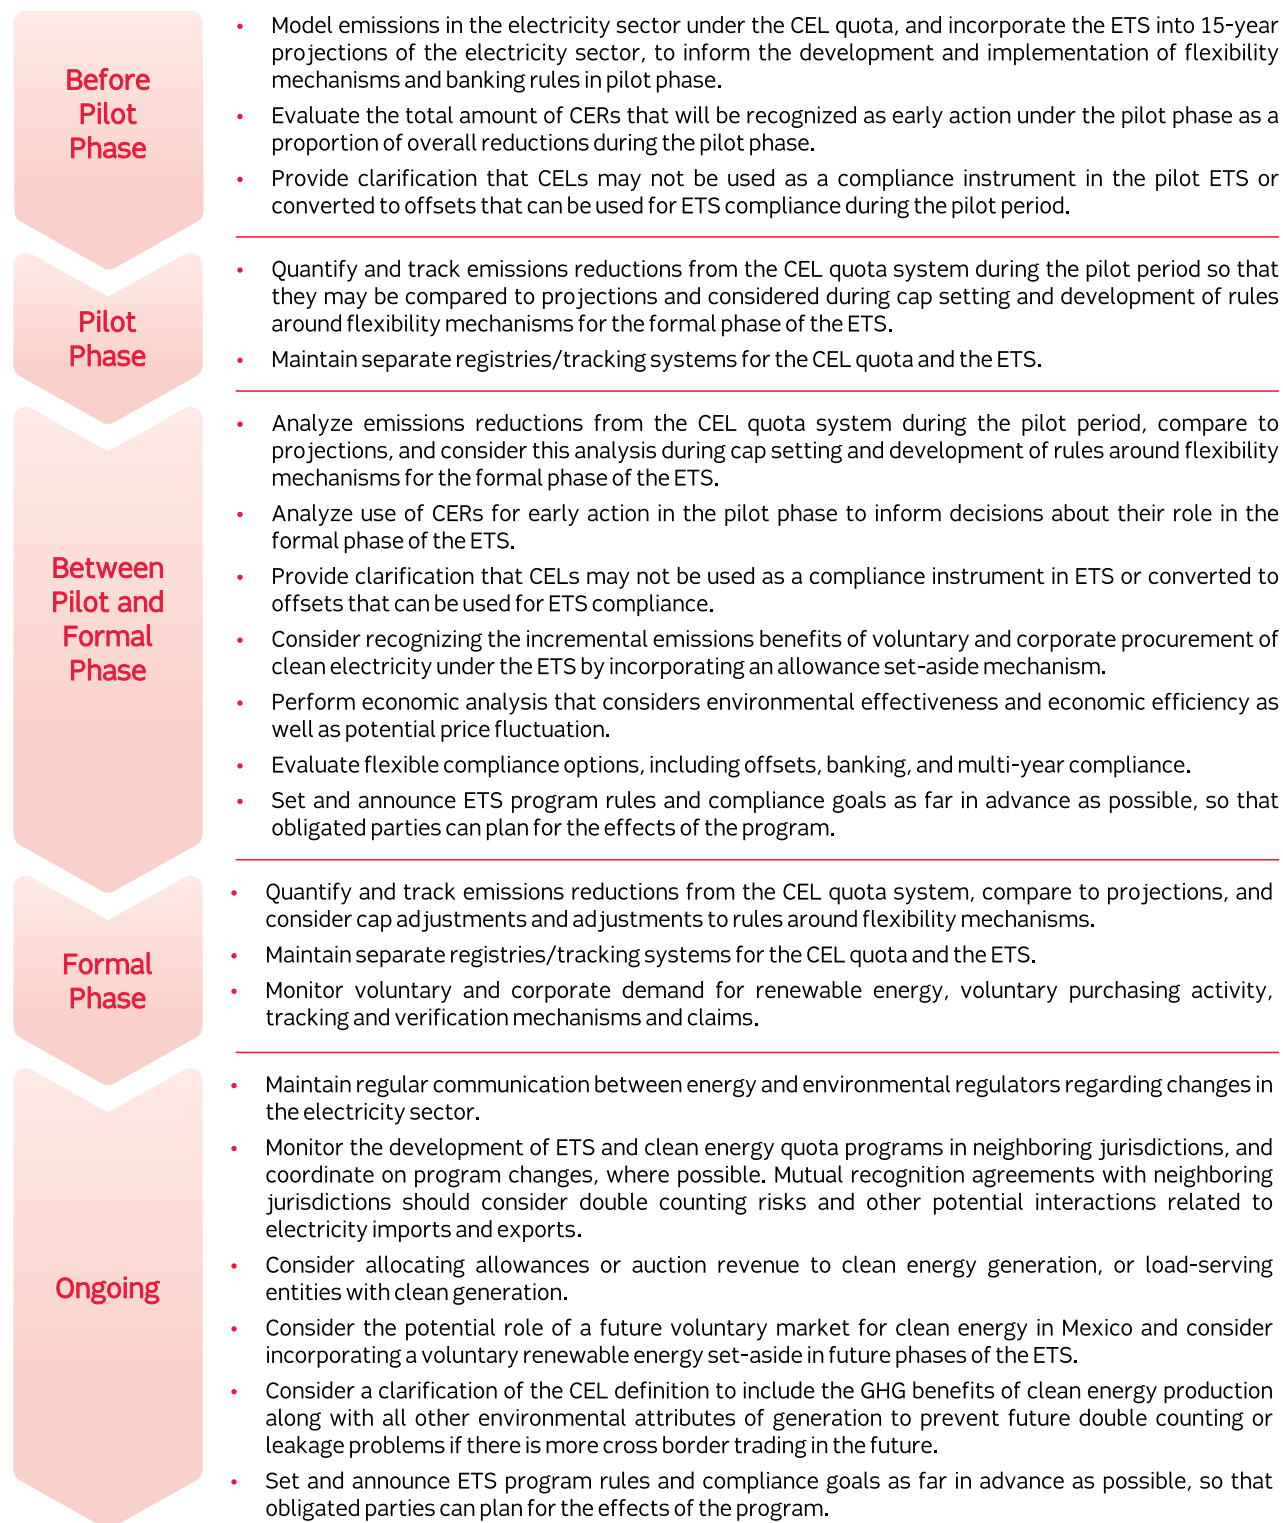 Before
Pilot
Phase
• Model emissions in the electricity sector under the CEL quota, and incorporate the ETS into 15-year
projections of the electricity sector, to inform the development and implementation of flexibility
mechanisms and banking rules in pilot phase.
• Evaluate the total amount of CERs that will be recognized as early action under the pilot phase as a
proportion of overall reductions during the pilot phase.
• Provide clarification that CELs may not be used as a compliance instrument in the pilot ETS or
converted to offsets that can be used for ETS compliance during the pilot period.
Pilot
Phase
• Quantify and track emissions reductions from the CEL quota system during the pilot period so that
they may be compared to projections and considered during cap setting and development of rules
around flexibility mechanisms for the formal phase of the ETS.
• Maintain separate registries/tracking systems for the CEL quota and the ETS.
Between
Pilot and
Formal
Phase
• Analyze emissions reductions from the CEL quota system during the pilot period, compare to
projections, and consider this analysis during cap setting and development of rules around flexibility
mechanisms for the formal phase of the ETS.
• Analyze use of CERs for early action in the pilot phase to inform decisions about their role in the
formal phase of the ETS.
• Provide clarification that CELs may not be used as a compliance instrument in ETS or converted to
offsets that can be used for ETS compliance.
• Consider recognizing the incremental emissions benefits of voluntary and corporate procurement of
clean electricity under the ETS by incorporating an allowance set-aside mechanism.
• Perform economic analysis that considers environmental effectiveness and economic efficiency as
well as potential price fluctuation.
• Evaluate flexible compliance options, including offsets, banking, and multi-year compliance.
• Set and announce ETS program rules and compliance goals as far in advance as possible, so that
obligated parties can plan for the effects of the program.
Formal
Phase
• Quantify and track emissions reductions from the CEL quota system, compare to projections, and
consider cap adjustments and adjustments to rules around flexibility mechanisms.
• Maintain separate registries/tracking systems for the CEL quota and the ETS.
• Monitor voluntary and corporate demand for renewable energy, voluntary purchasing activity,
tracking and verification mechanisms and claims.
Ongoing
• Maintain regular communication between energy and environmental regulators regarding changes in
the electricity sector.
• Monitor the development of ETS and clean energy quota programs in neighboring jurisdictions, and
coordinate on program changes, where possible. Mutual recognition agreements with neighboring
jurisdictions should consider double counting risks and other potential interactions related to
electricity imports and exports.
• Consider allocating allowances or auction revenue to clean energy generation, or load-serving
entities with clean generation.
• Consider the potential role of a future voluntary market for clean energy in Mexico and consider
incorporating a voluntary renewable energy set-aside in future phases of the ETS.
• Consider a clarification of the CEL definition to include the GHG benefits of clean energy production
along with all other environmental attributes of generation to prevent future double counting or
leakage problems if there is more cross border trading in the future.
• Set and announce ETS program rules and compliance goals as far in advance as possible, so that
obligated parties can plan for the effects of the program.